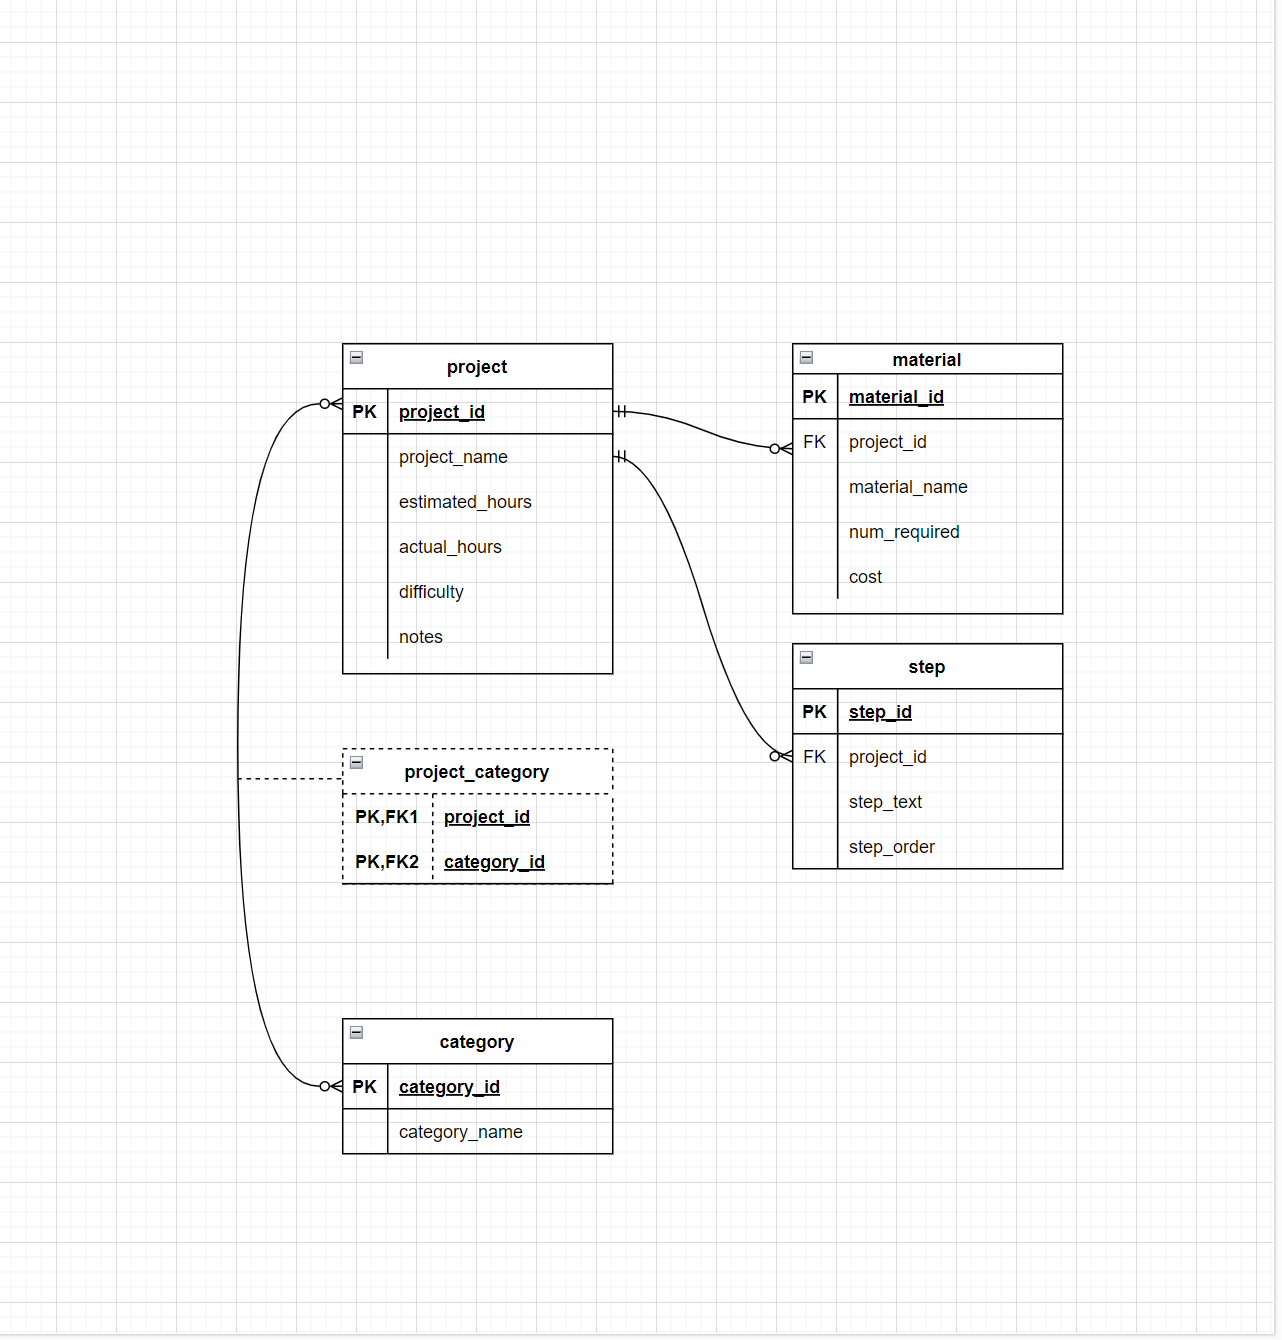 project
PK project_id
project_name
estimated_hours
actual_hours
difficulty
notes
material
PK material_id
FK project_id
material_name
num_required
cost
step
PK step_id
FK project_id
step_text
step_order
project_category
PK,FK1 project_id
PK,FK2 category_id
category
PK category_id
category_name